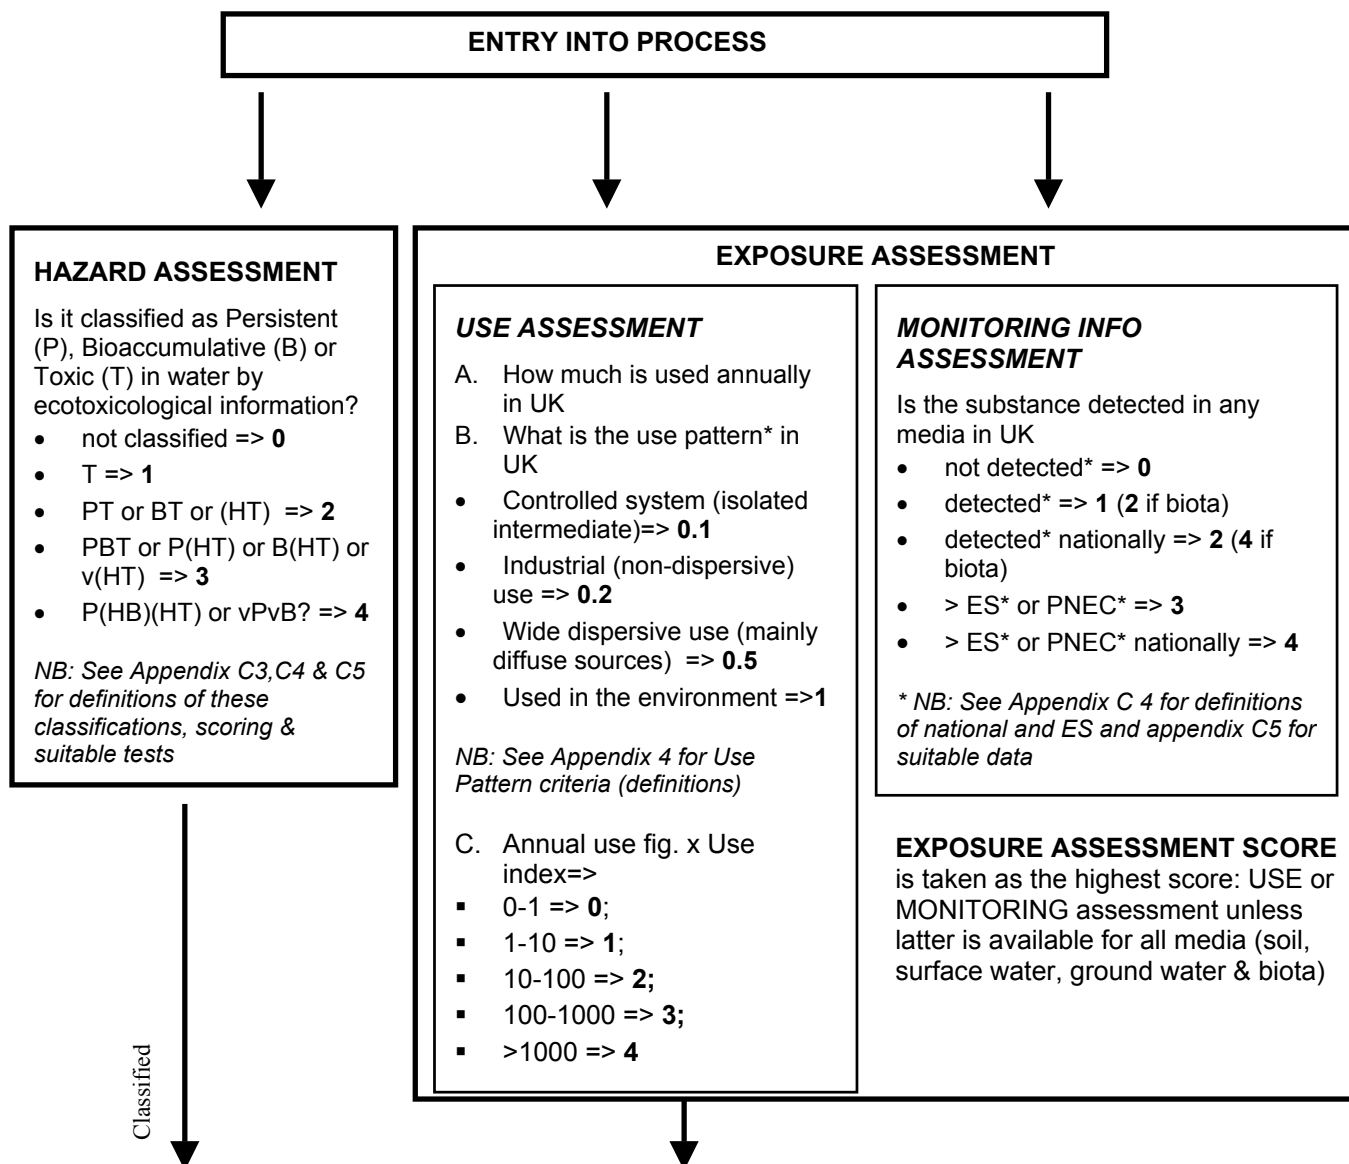 ENTRY INTO PROCESS
HAZARD ASSESSMENT
Is it classified as Persistent
(P), Bioaccumulative (B) or
Toxic (T) in water by
ecotoxicological information?
• not classified => 0
• T => 1
• PT or BT or (HT) => 2
• PBT or P(HT) or B(HT) or
v(HT) => 3
• P(HB)(HT) or vPvB? => 4
NB: See Appendix C3,C4 & C5
for definitions of these
classifications, scoring &
suitable tests
Classified
EXPOSURE ASSESSMENT
USE ASSESSMENT
A. How much is used annually
in UK
B. What is the use pattern* in
UK
• Controlled system (isolated
intermediate)=> 0.1
• Industrial (non-dispersive)
use => 0.2
• Wide dispersive use (mainly
diffuse sources) => 0.5
• Used in the environment =>1
NB: See Appendix 4 for Use
Pattern criteria (definitions)
C. Annual use fig. x Use
index=>
▪ 0-1 => 0;
▪ 1-10 => 1;
▪ 10-100 => 2;
▪ 100-1000 => 3;
▪ >1000 => 4
MONITORING INFO
ASSESSMENT
Is the substance detected in any
media in UK
• not detected* => 0
• detected* => 1 (2 if biota)
• detected* nationally => 2 (4 if
biota)
• > ES* or PNEC* => 3
• > ES* or PNEC* nationally => 4
* NB: See Appendix C 4 for definitions
of national and ES and appendix C5 for
suitable data
EXPOSURE ASSESSMENT SCORE
is taken as the highest score: USE or
MONITORING assessment unless
latter is available for all media (soil,
surface water, ground water & biota)